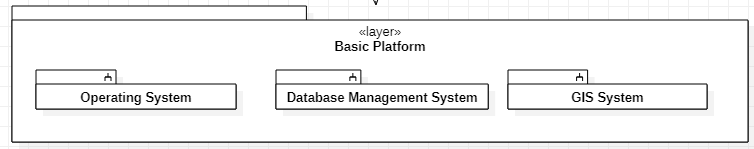 «layer»
Basic Platform
Operating System
Database Management System
GIS System